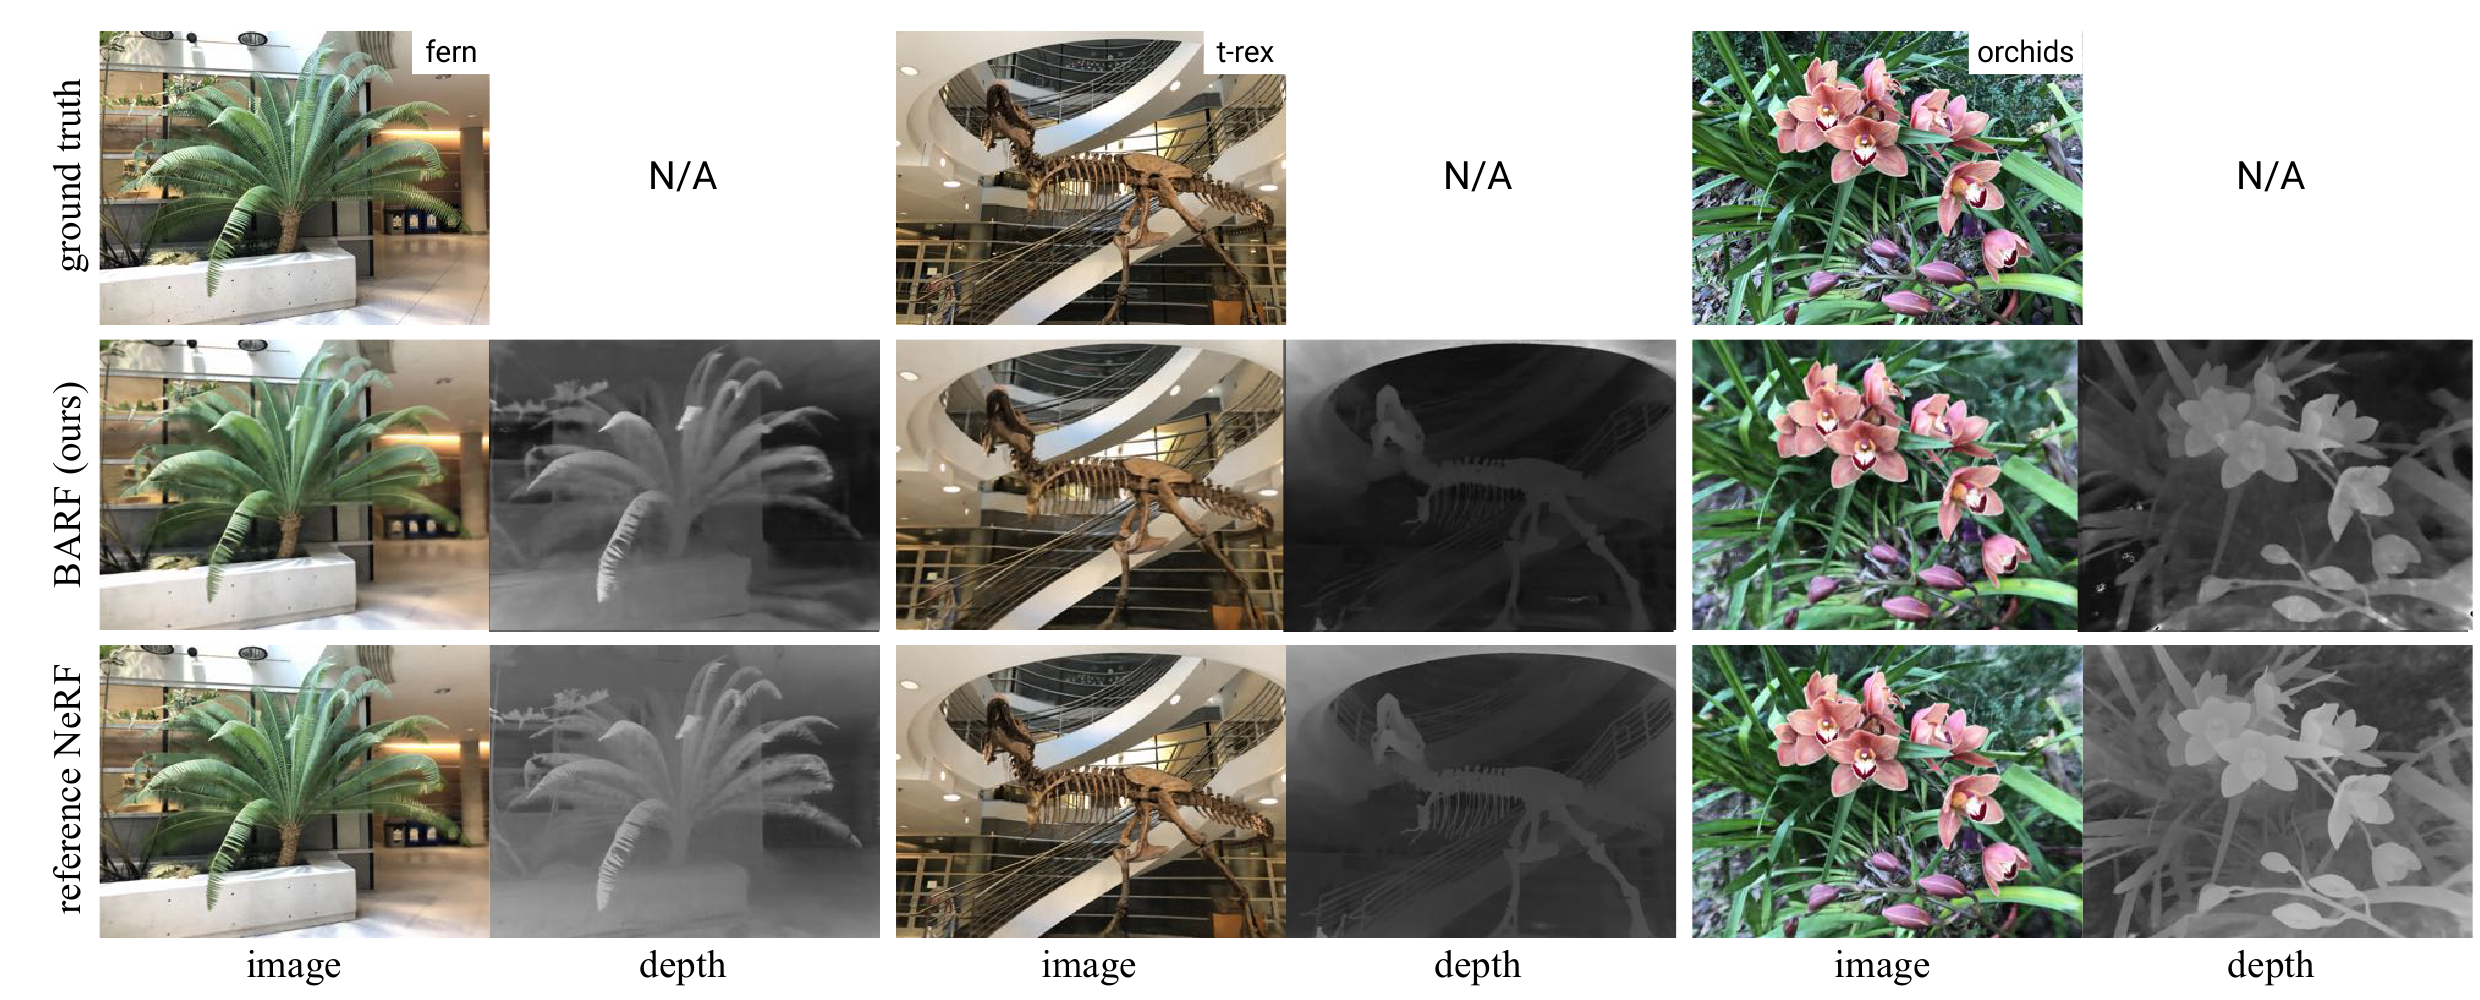 fern
t-rex
orchids
ground truth
N/A
N/A
N/A
BARF (ours)
reference NeRF
image
depth
image
depth
image
depth